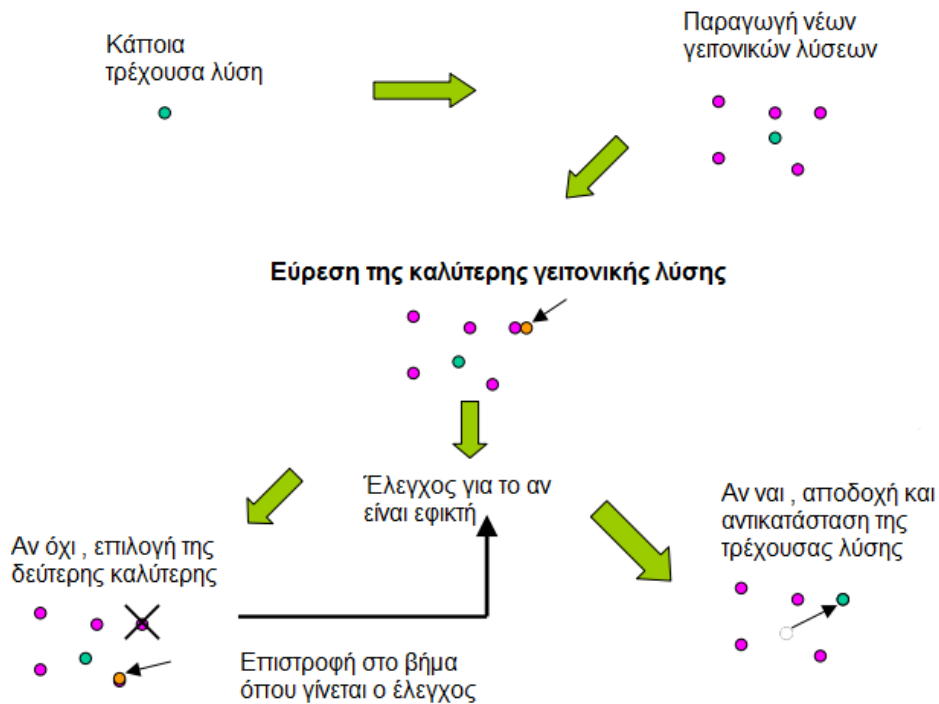 Κάποια
τρέχουσα λύση
Παραγωγή νέων
γειτονικών λύσεων
Εύρεση της καλύτερης γειτονικής λύσης
Έλεγχος για το αν
είναι εφικτή
Αν όχι , επιλογή της
δεύτερης καλύτερης
Αν ναι , αποδοχή και
αντικατάσταση της
τρέχουσας λύσης
Επιστροφή στο βήμα
όπου γίνεται ο έλεγχος